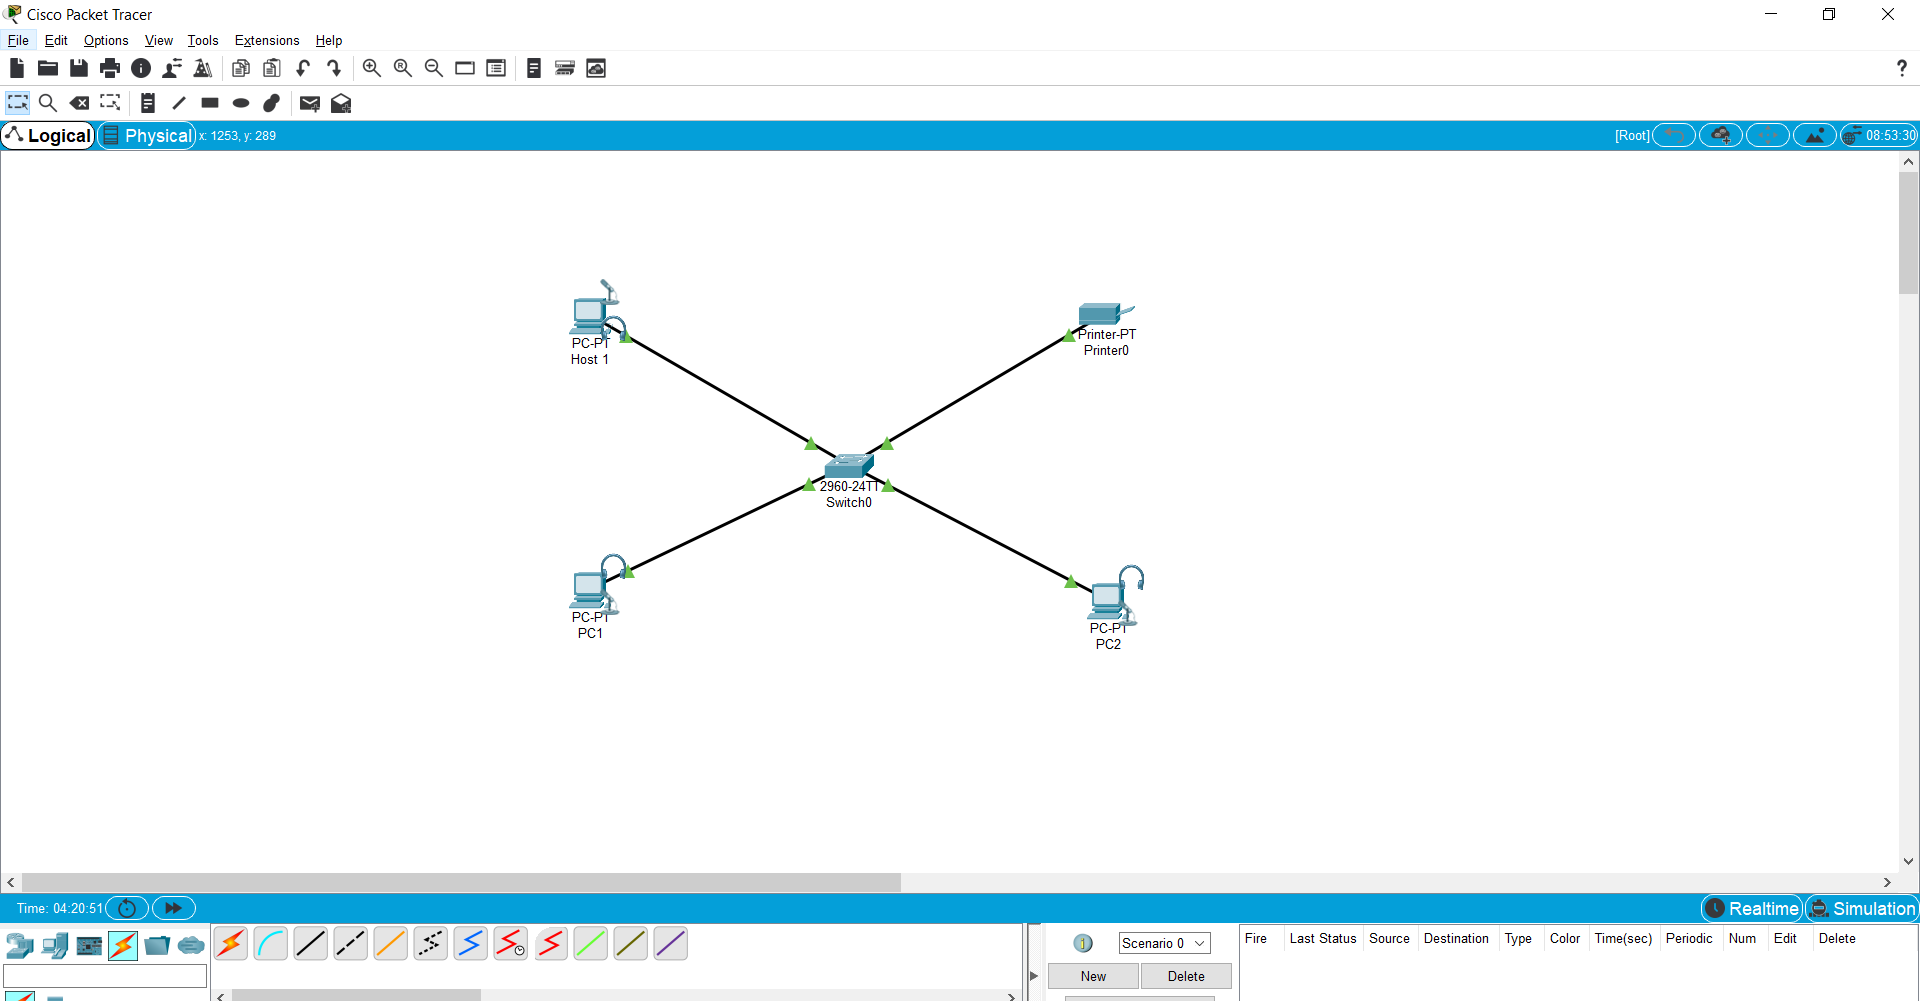 Cisco Packet Tracer
File Edit Options View Tools Extensions Help
R
?
Logical Physical x: 1253, y: 289 [Root] 08:53:30
PC-PT
Host 1
Printer-PT
Printer0
2960-24TT
Switch0
PC-PT
PC1
PC-PT
PC2
Time: 04:20:51 Realtime Simulation
1 Scenario 0 Fire Last Status Source Destination Type Color Time(sec) Periodic Num Edit Delete
New Delete